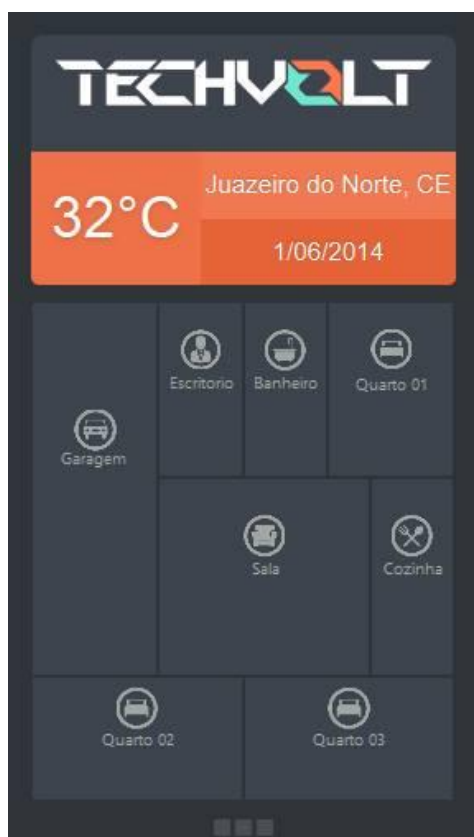 TECHVOLT
32°C
Juazeiro do Norte, CE
1/06/2014
Escritorio
Banheiro
Quarto 01
Garagem
Sala
Cozinha
Quarto 02
Quarto 03